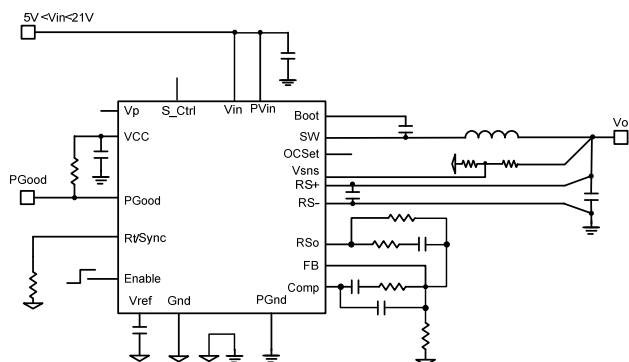 5V <Vin<21V
Vp
S_Ctrl
Vin
PVin
Boot
VCC
SW
Vo
OCSet
Vsns
PGood
RS+
PGood
RS-
Rt/Sync
RSo
FB
Enable
Comp
Vref
Gnd
PGnd